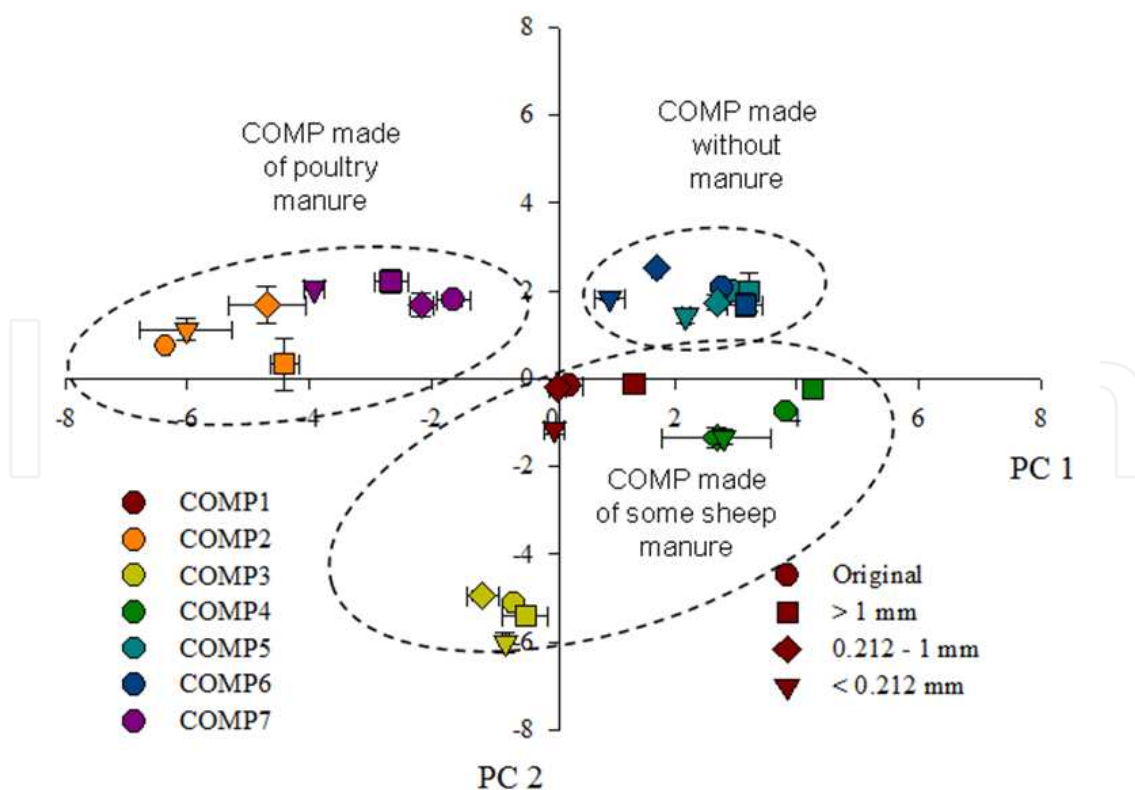 8
6
COMP made
of poultry
manure
COMP made
without
manure
4
2
-8
-6
-4
-2
0
2
4
6
8
PC 1
-2
COMP made
of some sheep
manure
-4
-6
-8
PC 2
COMP1
COMP2
COMP3
COMP4
COMP5
COMP6
COMP7
Original
> 1 mm
0.212 - 1 mm
< 0.212 mm